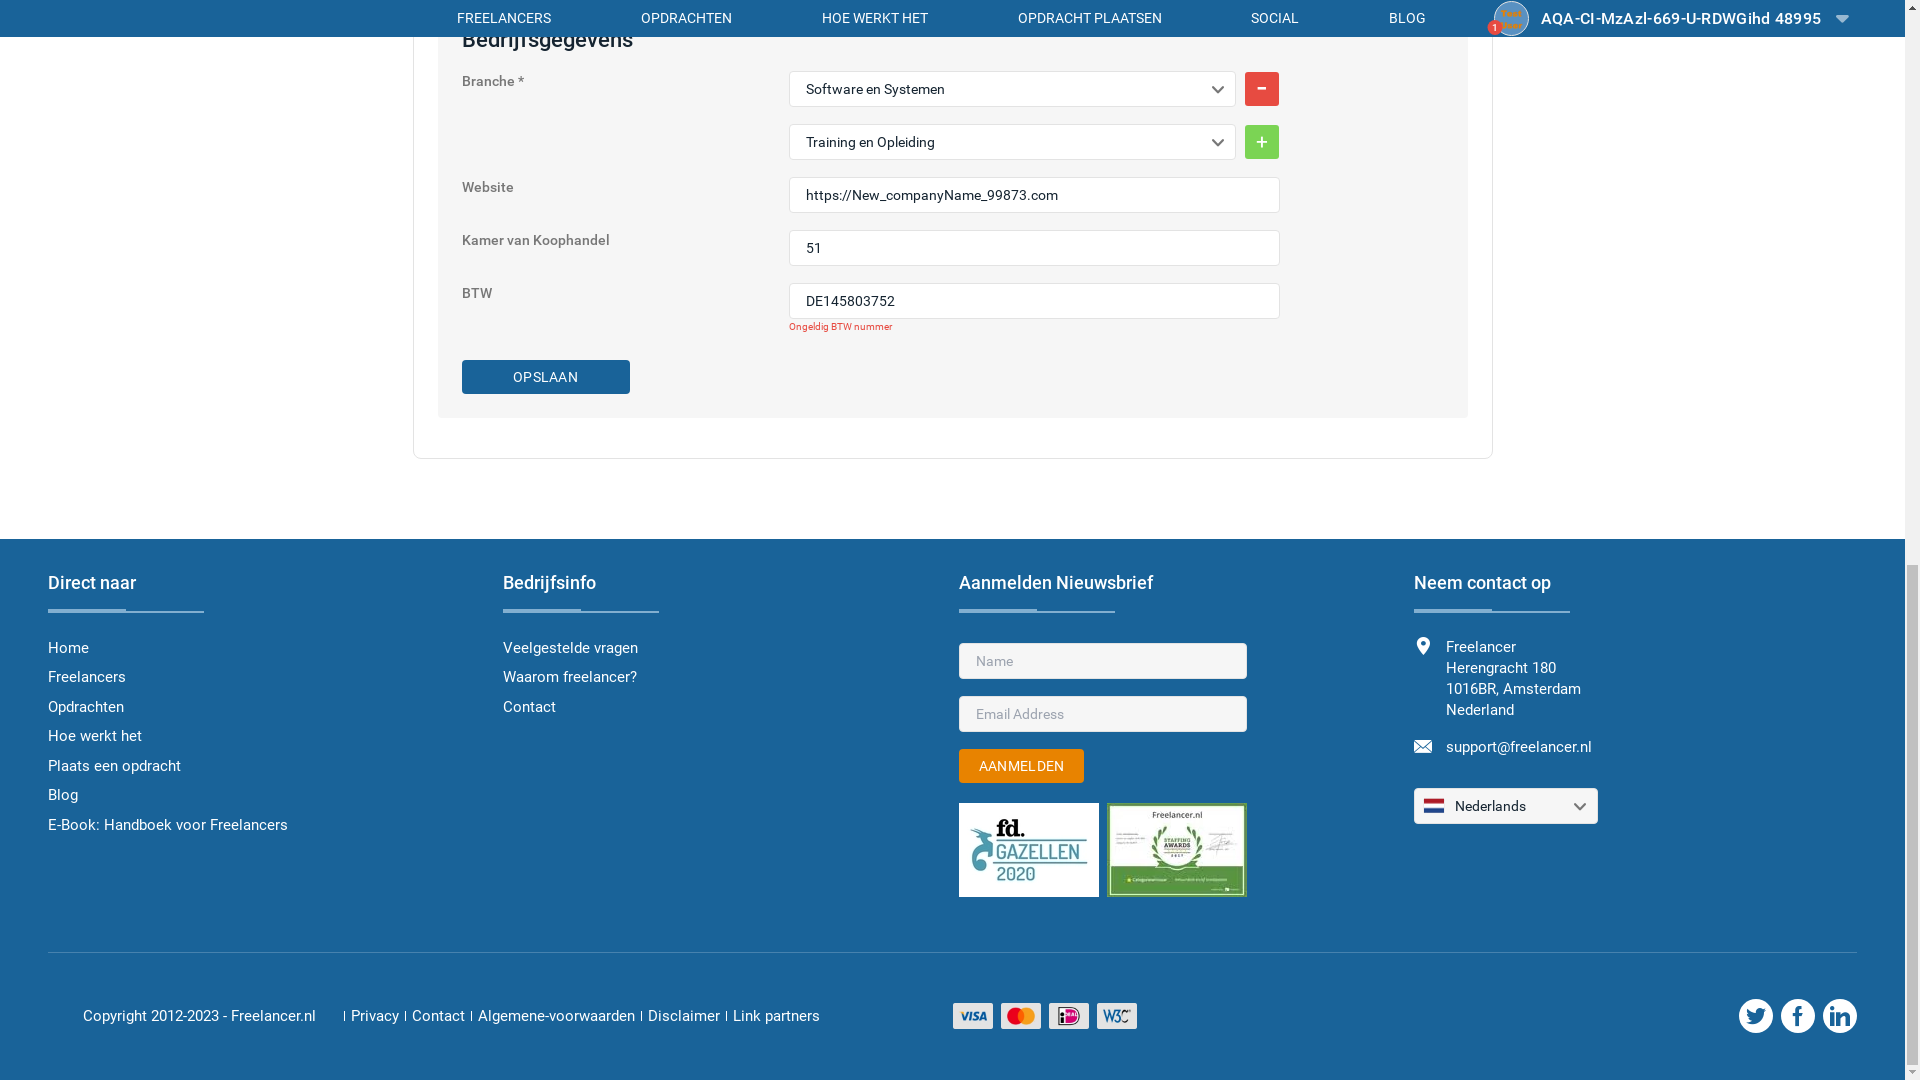 FREELANCERS
OPDRACHTEN
HOE WERKT HET
OPDRACHT PLAATSEN
SOCIAL
BLOG
1
AQA-CI-MzAzl-669-U-RDWGihd 48995
Bedrijfsgegevens
Branche *
Software en Systemen
-
Training en Opleiding
+
Website
https://New_companyName_99873.com
Kamer van Koophandel
51
BTW
DE145803752
Ongeldig BTW nummer
OPSLAAN
Direct naar
Home
Freelancers
Opdrachten
Hoe werkt het
Plaats een opdracht
Blog
E-Book: Handboek voor Freelancers
Bedrijfsinfo
Veelgestelde vragen
Waarom freelancer?
Contact
Aanmelden Nieuwsbrief
Name
Email Address
AANMELDEN
fd.
GAZELLEN
2020
Freelancer.nl
STAFFING
AWARDS
2017
Neem contact op
Freelancer
Herengracht 180
1016BR, Amsterdam
Nederland
support@freelancer.nl
Nederlands
Copyright 2012-2023 - Freelancer.nl
Privacy
Contact
Algemene-voorwaarden
Disclaimer
Link partners
VISA
iDEAL
W3C